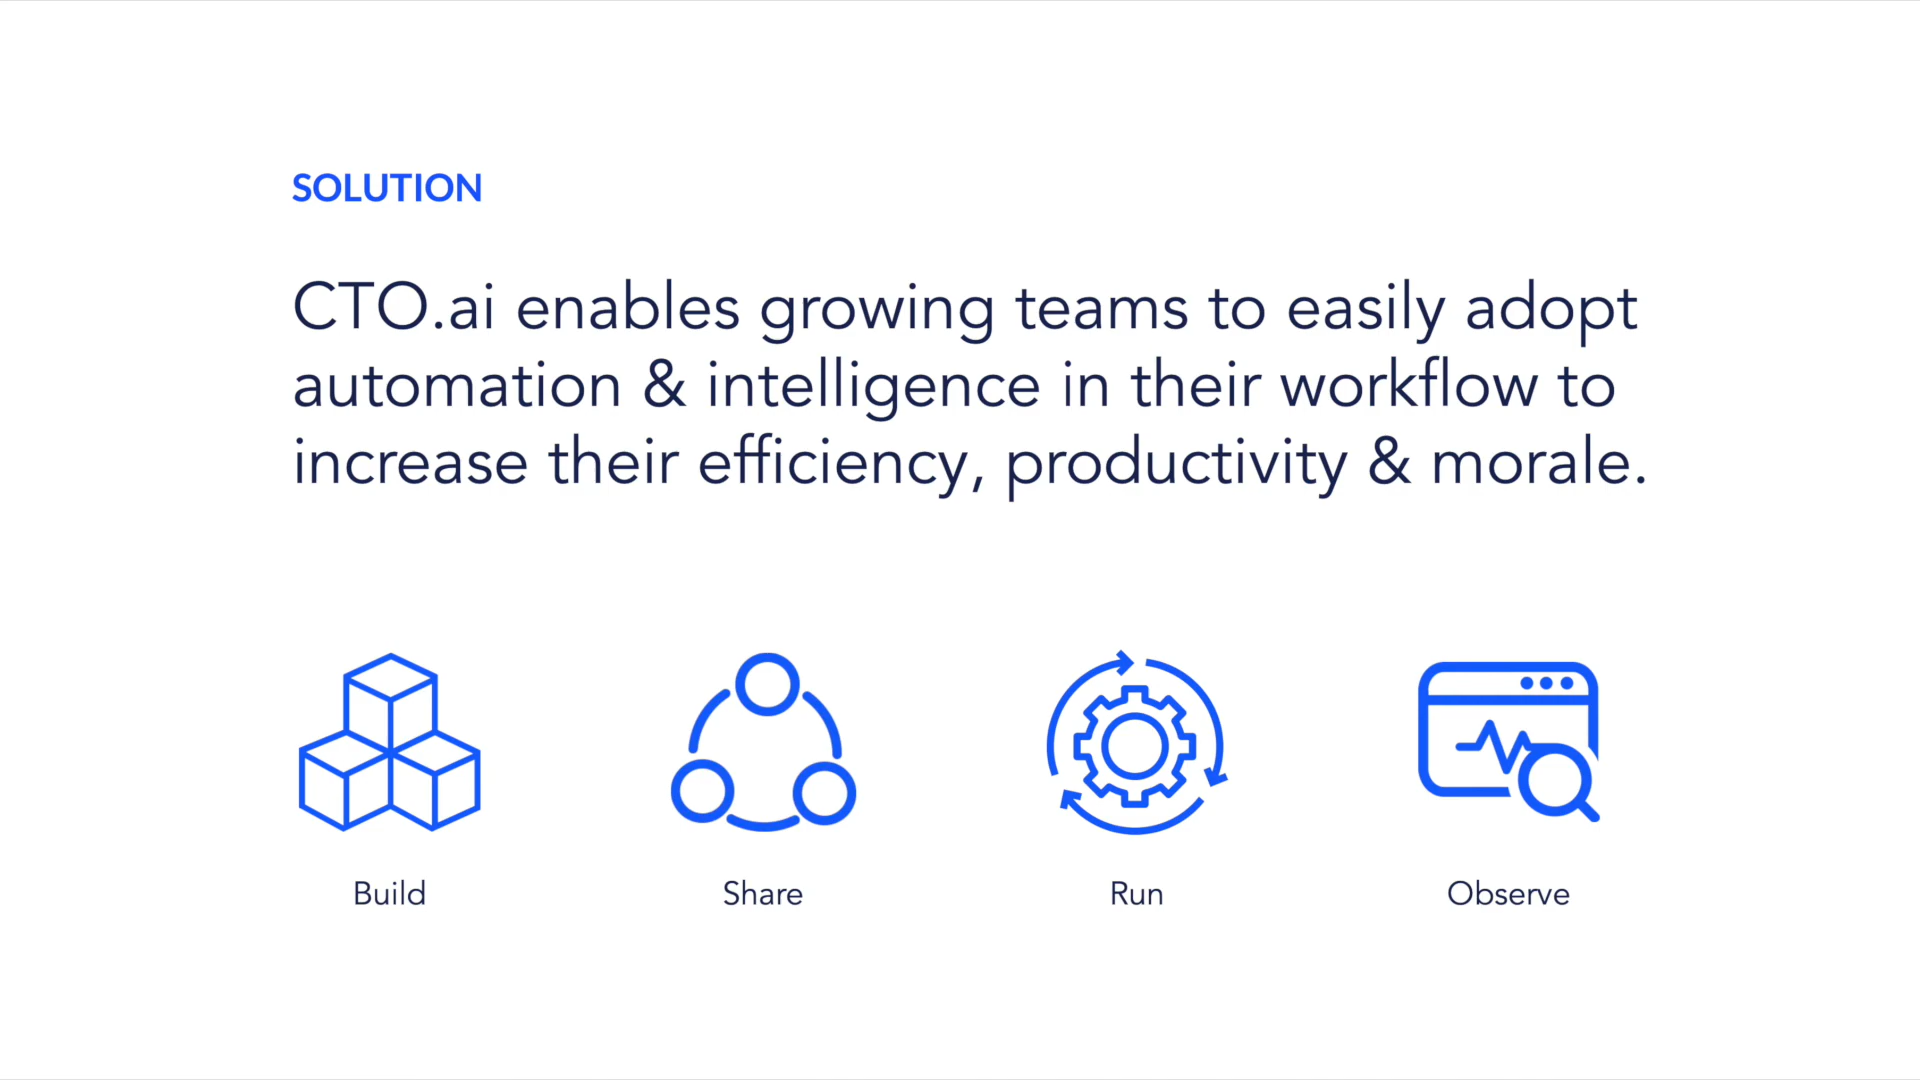 SOLUTION
CTO.ai enables growing teams to easily adopt
automation & intelligence in their workflow to
increase their efficiency, productivity & morale.
Build
Share
Run
Observe